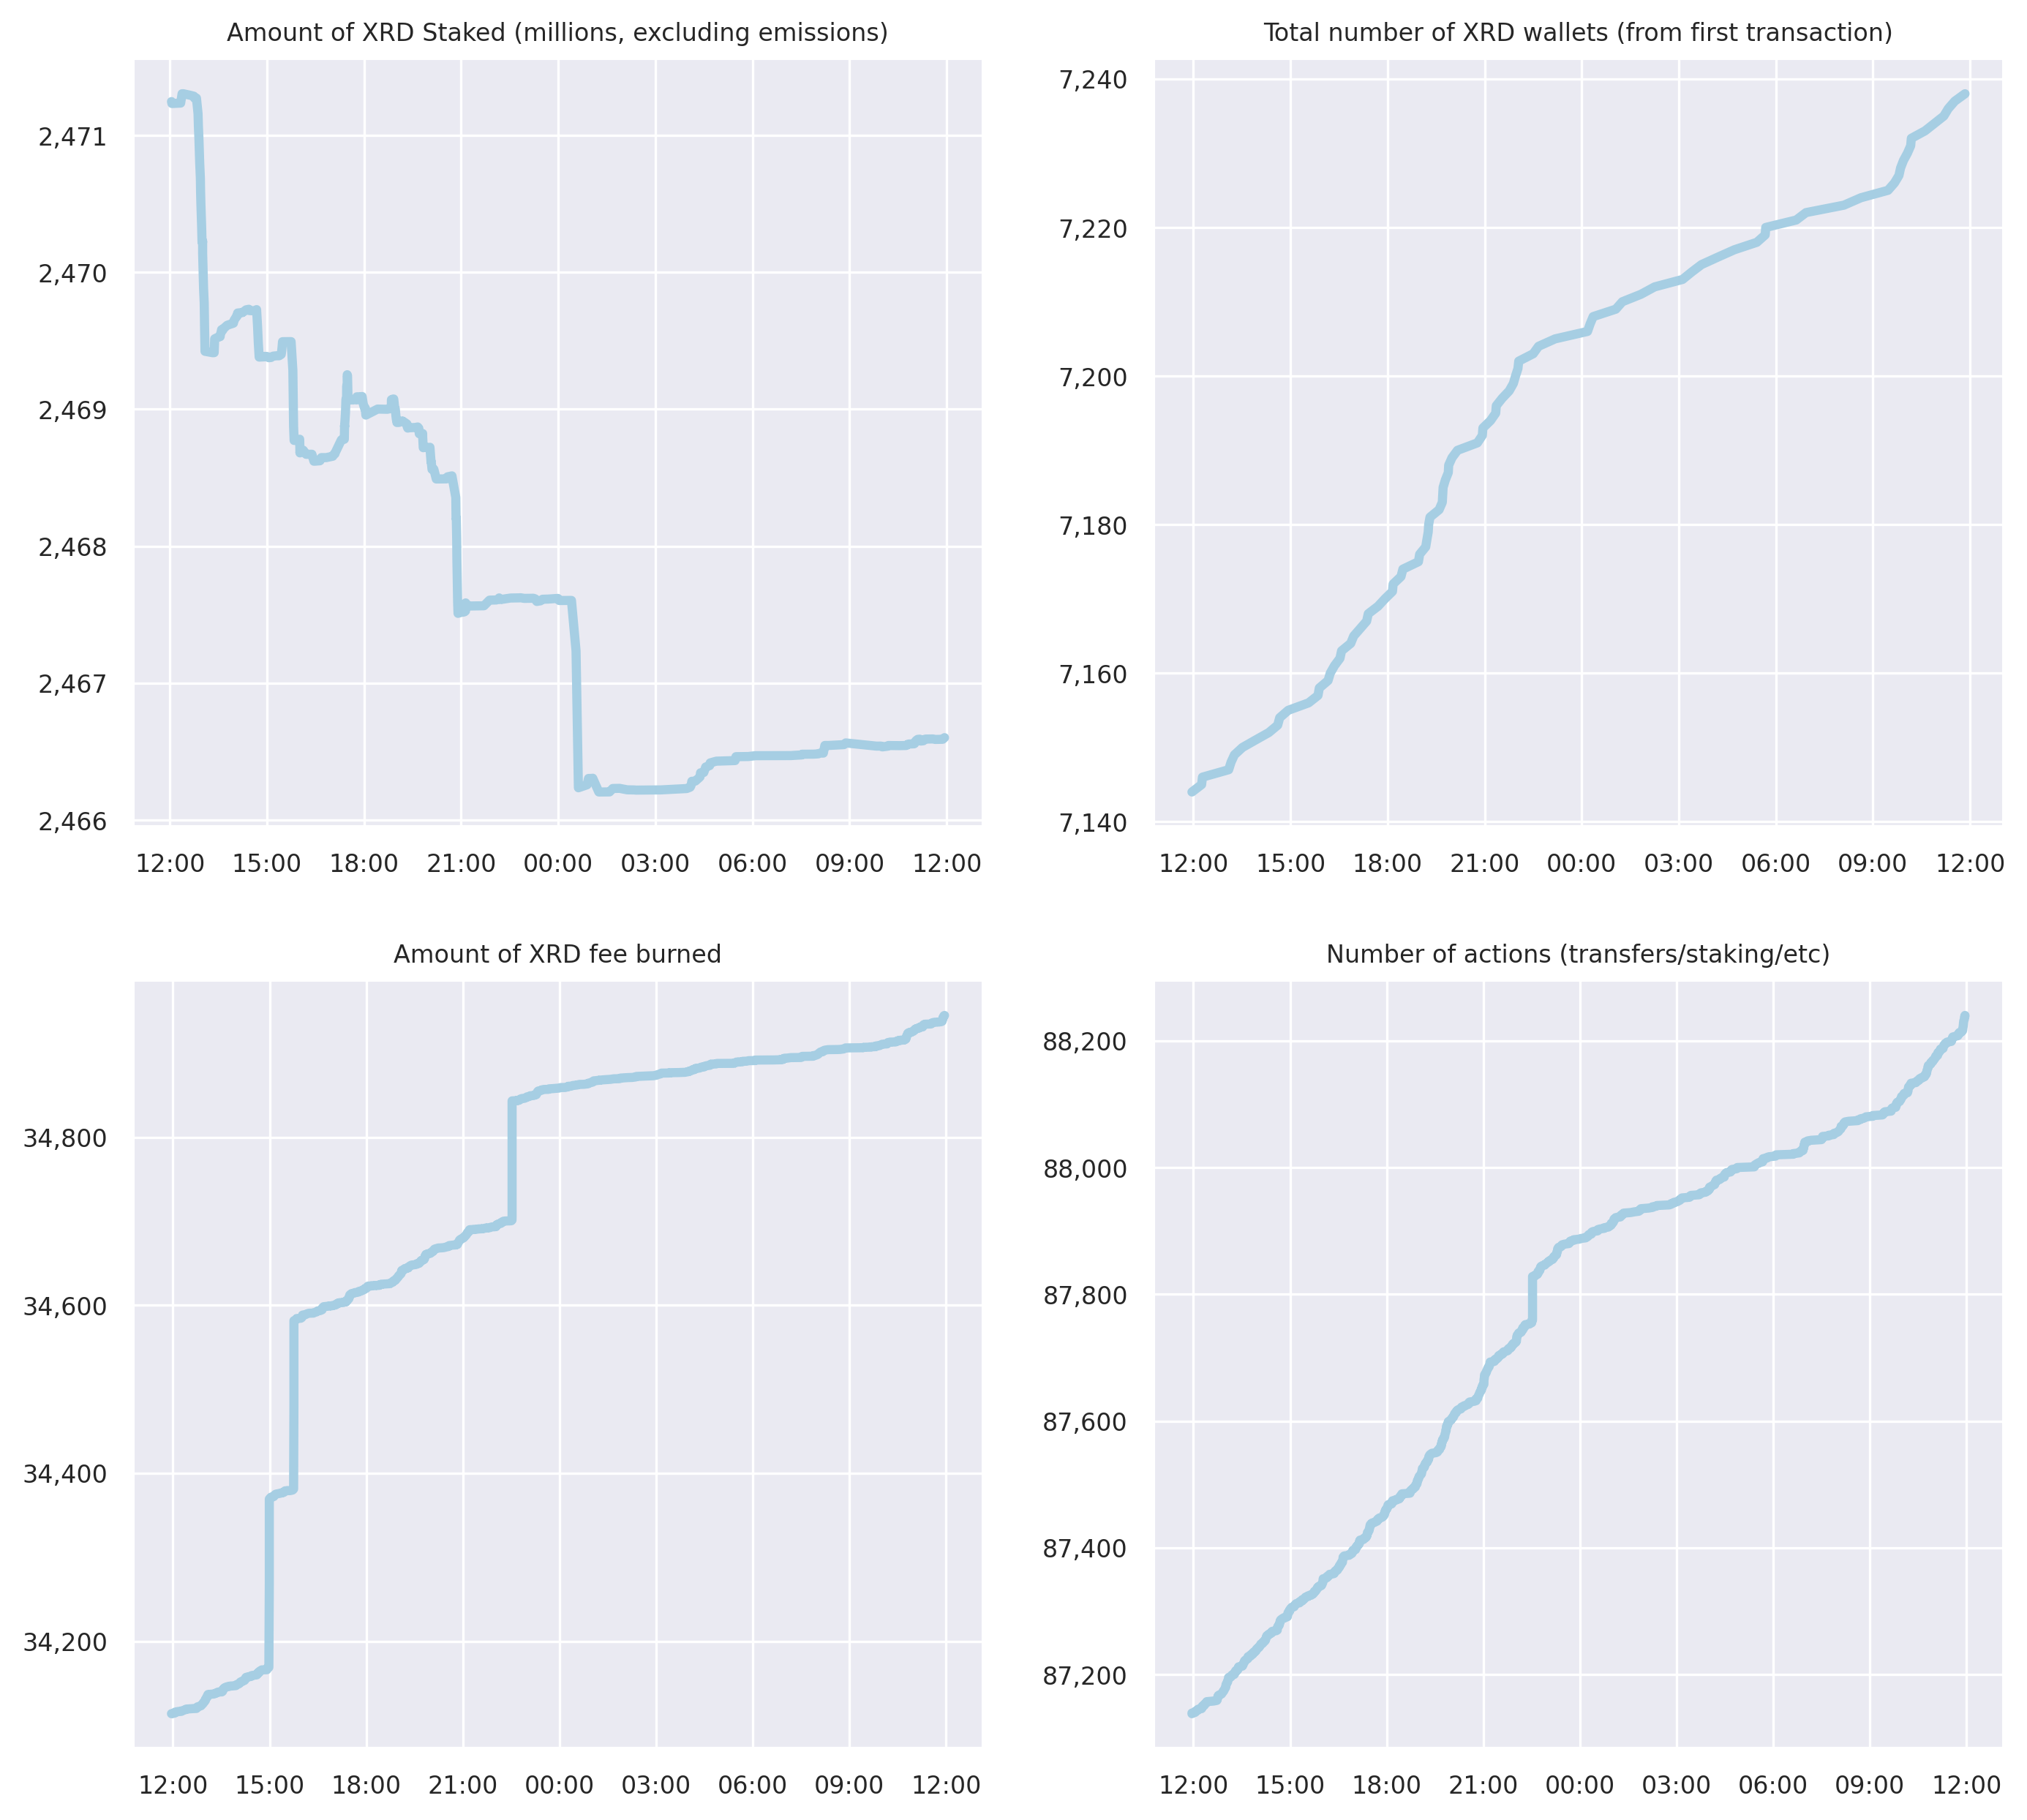 Amount of XRD Staked (millions, excluding emissions)
2,471
2,470
2,469
2,468
2,467
2,466
12:00 15:00 18:00 21:00 00:00 03:00 06:00 09:00 12:00
Total number of XRD wallets (from first transaction)
7,240
7,220
7,200
7,180
7,160
7,140
12:00 15:00 18:00 21:00 00:00 03:00 06:00 09:00 12:00
Amount of XRD fee burned
34,800
34,600
34,400
34,200
12:00 15:00 18:00 21:00 00:00 03:00 06:00 09:00 12:00
Number of actions (transfers/staking/etc)
88,200
88,000
87,800
87,600
87,400
87,200
12:00 15:00 18:00 21:00 00:00 03:00 06:00 09:00 12:00